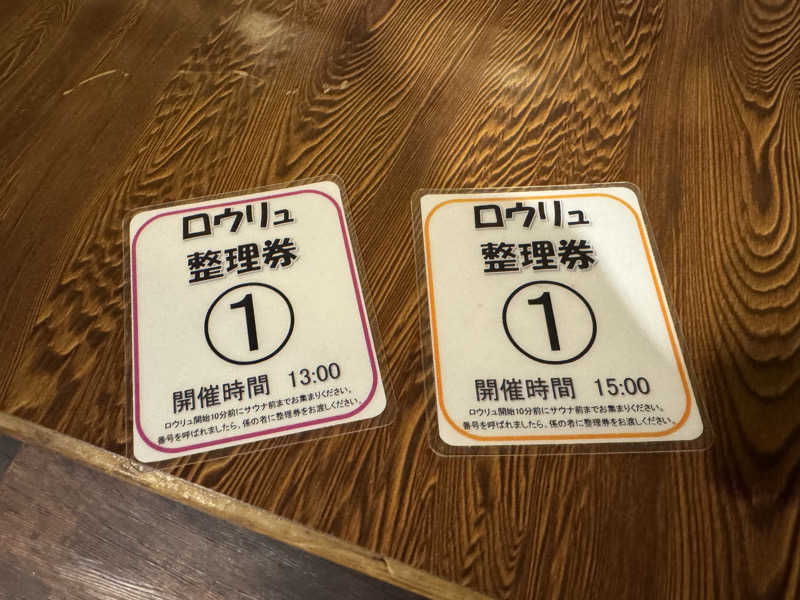 ロウリュ
整理券
①
開催時間 13:00
ロウリュ開始10分前にサウナ前までお集まりください。
番号を呼ばれましたら、係の者に整理券をお渡しください。
ロウリュ
整理券
①
開催時間 15:00
ロウリュ開始10分前にサウナ前までお集まりください。
番号を呼ばれましたら、係の者に整理券をお渡しください。